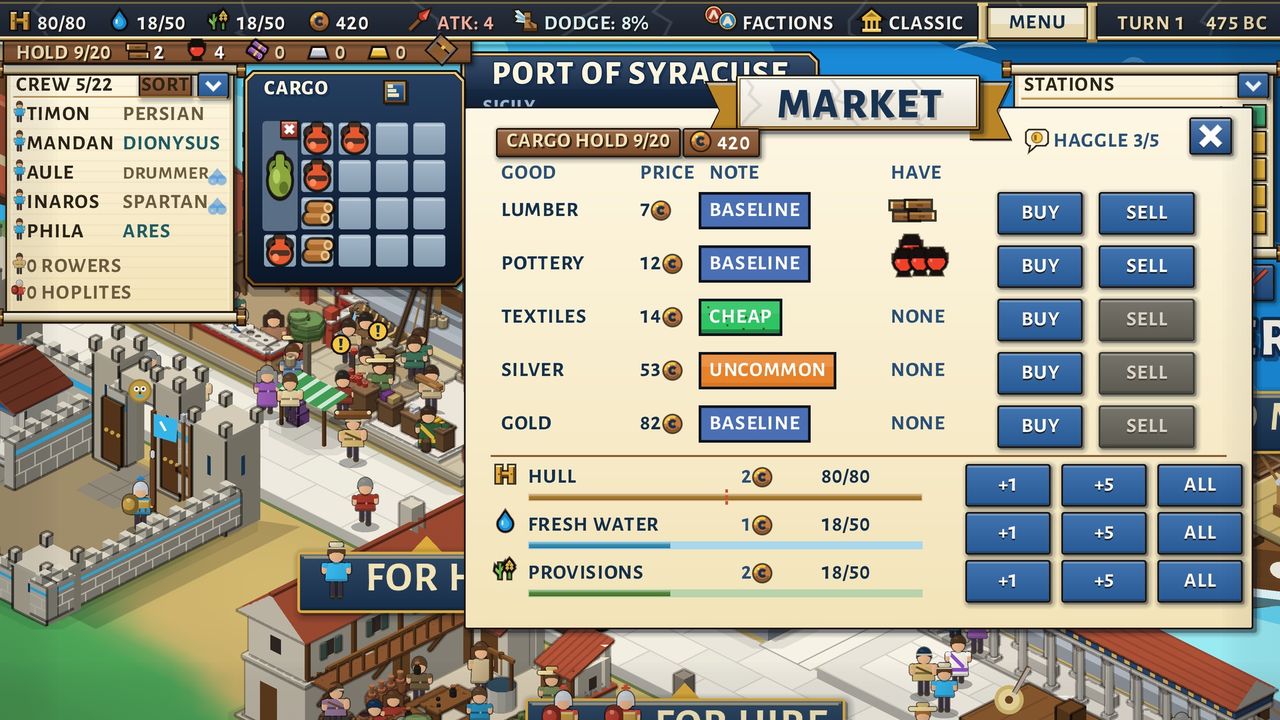 80/80 18/50 18/50 420 ATK: 4 DODGE: 8% FACTIONS CLASSIC MENU TURN 1 475 BC
HOLD 9/20 2 4 0 0 0
CREW 5/22 SORT
TIMON PERSIAN
MANDAN DIONYSUS
AULE DRUMMER
INAROS SPARTAN
PHILA ARES
0 ROWERS
0 HOPLITES
CARGO
PORT OF SYRACUSE
SICILY
STATIONS
MARKET
CARGO HOLD 9/20 420
HAGGLE 3/5
GOOD PRICE NOTE HAVE
LUMBER 7 BASELINE BUY SELL
POTTERY 12 BASELINE BUY SELL
TEXTILES 14 CHEAP NONE BUY SELL
SILVER 53 UNCOMMON NONE BUY SELL
GOLD 82 BASELINE NONE BUY SELL
HULL 2 80/80 +1 +5 ALL
FRESH WATER 1 18/50 +1 +5 ALL
PROVISIONS 2 18/50 +1 +5 ALL
FOR H
FOR HIRE